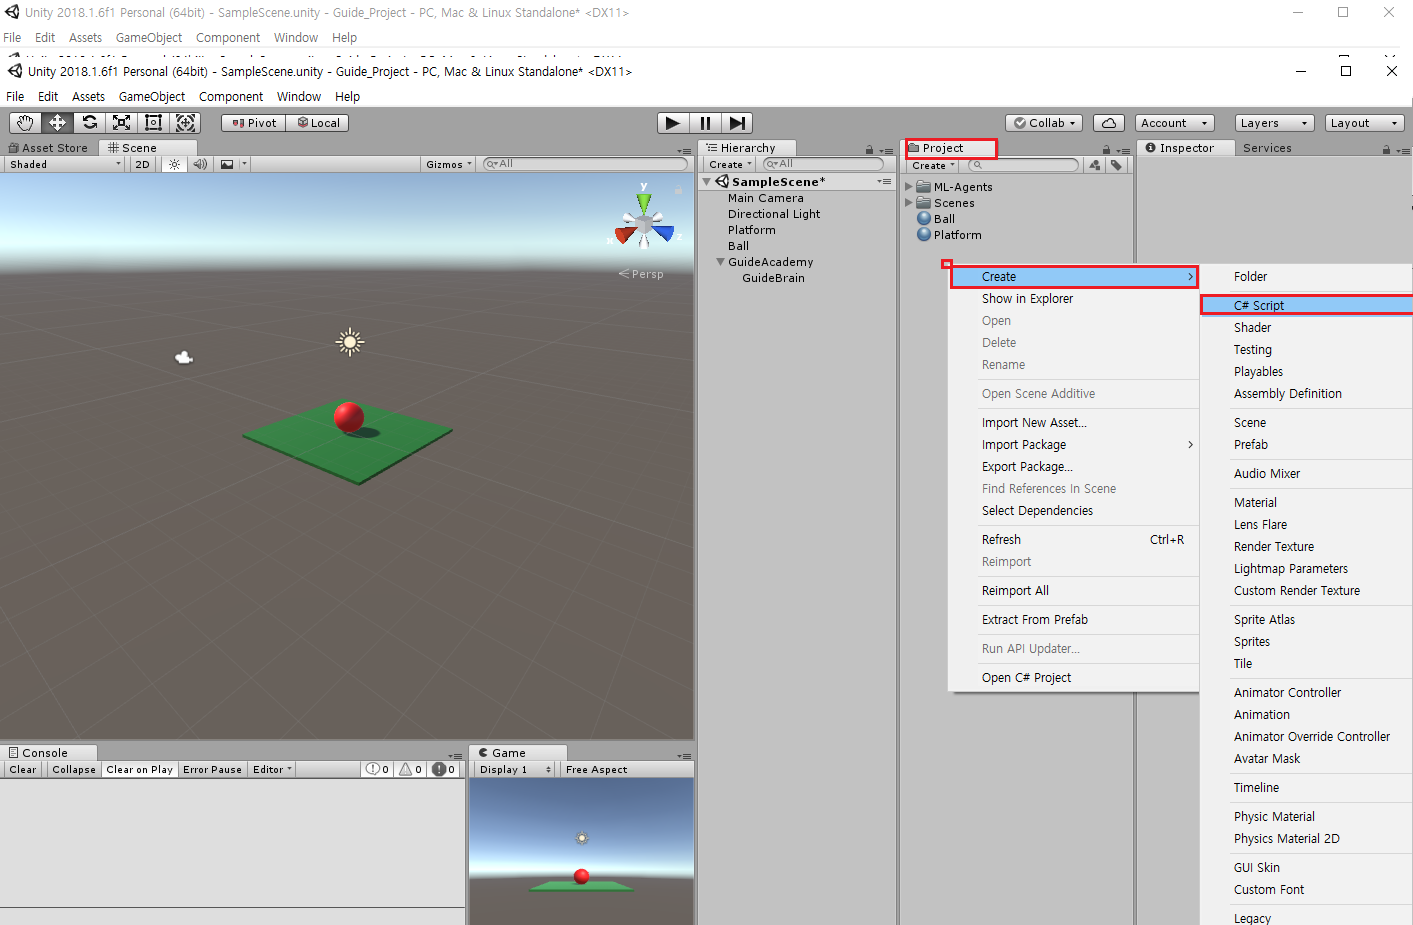 Unity 2018.1.6f1 Personal (64bit) - SampleScene.unity - Guide_Project - PC, Mac & Linux Standalone* <DX11>
File Edit Assets GameObject Component Window Help
Unity 2018.1.6f1 Personal (64bit) - SampleScene.unity - Guide_Project - PC, Mac & Linux Standalone* <DX11>
File Edit Assets GameObject Component Window Help
Pivot Local Collab Account Layers Layout
Asset Store Scene
Shaded 2D Gizmos All
y
x
z
Persp
Hierarchy
Create All
SampleScene*
Main Camera
Directional Light
Platform
Ball
GuideAcademy
GuideBrain
Project
Create
ML-Agents
Scenes
Ball
Platform
Inspector Services
Create
Show in Explorer
Open
Delete
Rename
Open Scene Additive
Import New Asset...
Import Package
Export Package...
Find References In Scene
Select Dependencies
Refresh Ctrl+R
Reimport
Reimport All
Extract From Prefab
Run API Updater...
Open C# Project
Folder
C# Script
Shader
Testing
Playables
Assembly Definition
Scene
Prefab
Audio Mixer
Material
Lens Flare
Render Texture
Lightmap Parameters
Custom Render Texture
Sprite Atlas
Sprites
Tile
Animator Controller
Animation
Animator Override Controller
Avatar Mask
Timeline
Physic Material
Physics Material 2D
GUI Skin
Custom Font
Legacy
Console
Clear Collapse Clear on Play Error Pause Editor 0 0 0
Game
Display 1 Free Aspect